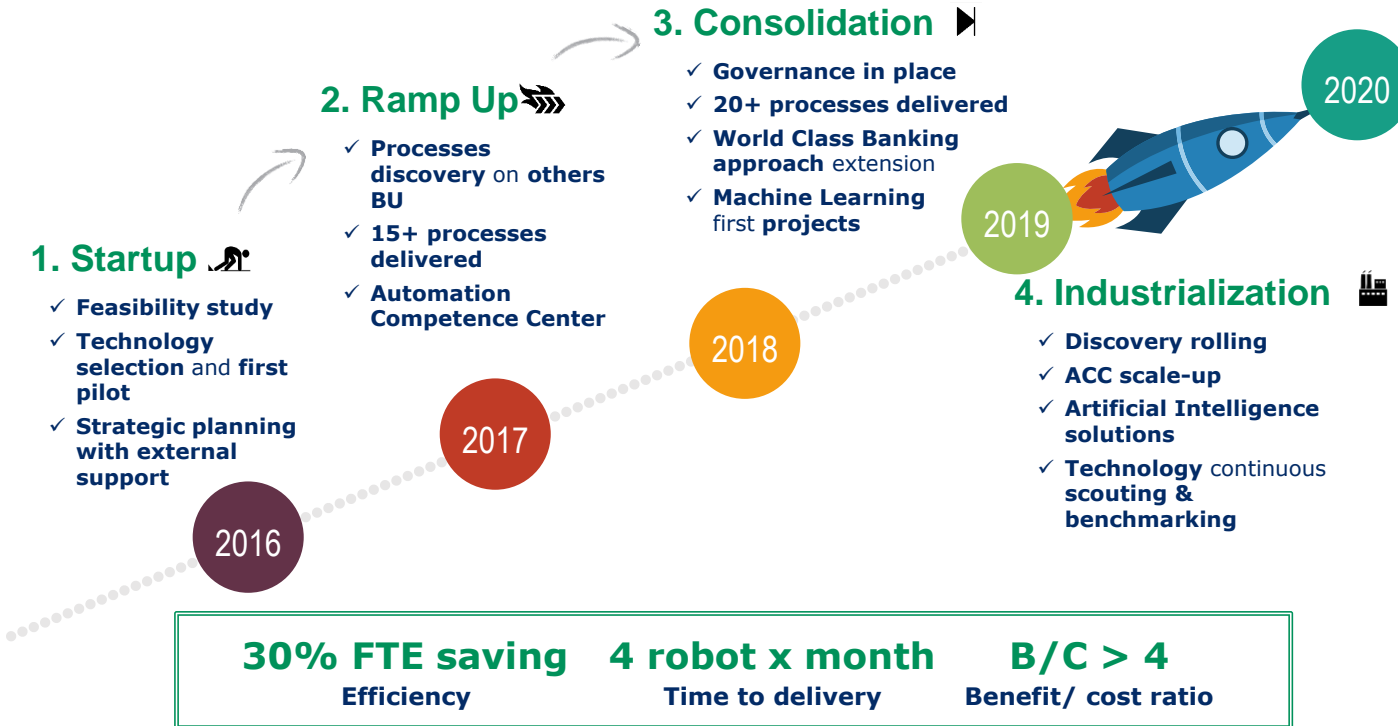 1. Startup
Feasibility study
Technology
selection and first
pilot
Strategic planning
with external
support
2. Ramp Up
Processes
discovery on others
BU
15+ processes
delivered
Automation
Competence Center
3. Consolidation
Governance in place
20+ processes delivered
World Class Banking
approach extension
Machine Learning
first projects
4. Industrialization
Discovery rolling
ACC scale-up
Artificial Intelligence
solutions
Technology continuous
scouting &
benchmarking
2016
2017
2018
2019
2020
30% FTE saving
Efficiency
4 robot x month
Time to delivery
B/C > 4
Benefit/ cost ratio